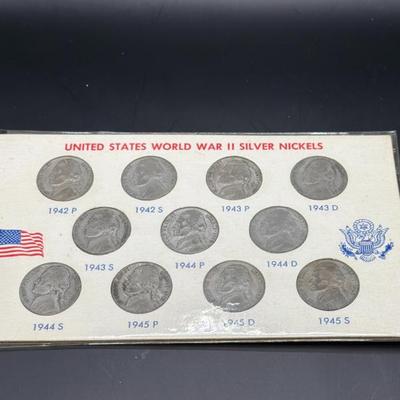 UNITED STATES WORLD WAR II SILVER NICKELS
1942 P 1942 S 1943 P 1943 D
1943 S 1944 P 1944 D
1944 S 1945 P 1945 D 1945 S